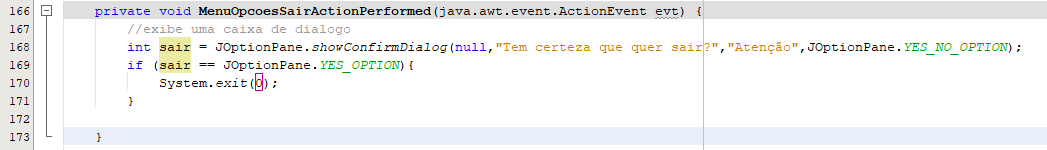 166 private void MenuOpcoesSairActionPerformed(java.awt.event.ActionEvent evt) {
167 //exibe uma caixa de dialogo
168 int sair = JOptionPane.showConfirmDialog(null,"Tem certeza que quer sair?","Atenção",JOptionPane.YES_NO_OPTION);
169 if (sair == JOptionPane.YES_OPTION){
170 System.exit(0);
171 }
172
173 }